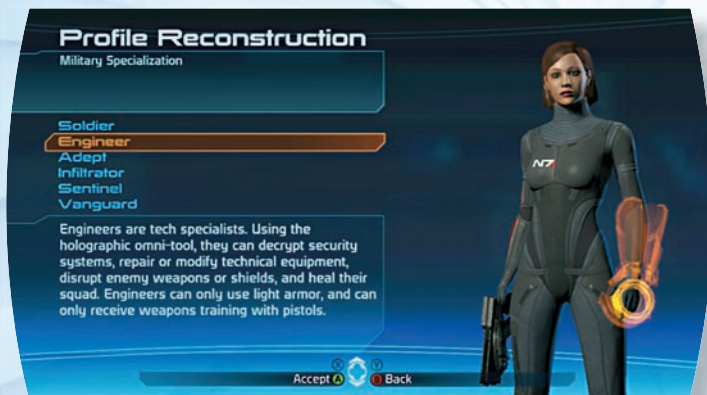 Profile Reconstruction
Military Specialization
Soldier
Engineer
Adept
Infiltrator
Sentinel
Vanguard
Engineers are tech specialists. Using the
holographic omni-tool, they can decrypt security
systems, repair or modify technical equipment,
disrupt enemy weapons or shields, and heal their
squad. Engineers can only use light armor, and can
only receive weapons training with pistols.
N7
X Y
Accept A B Back